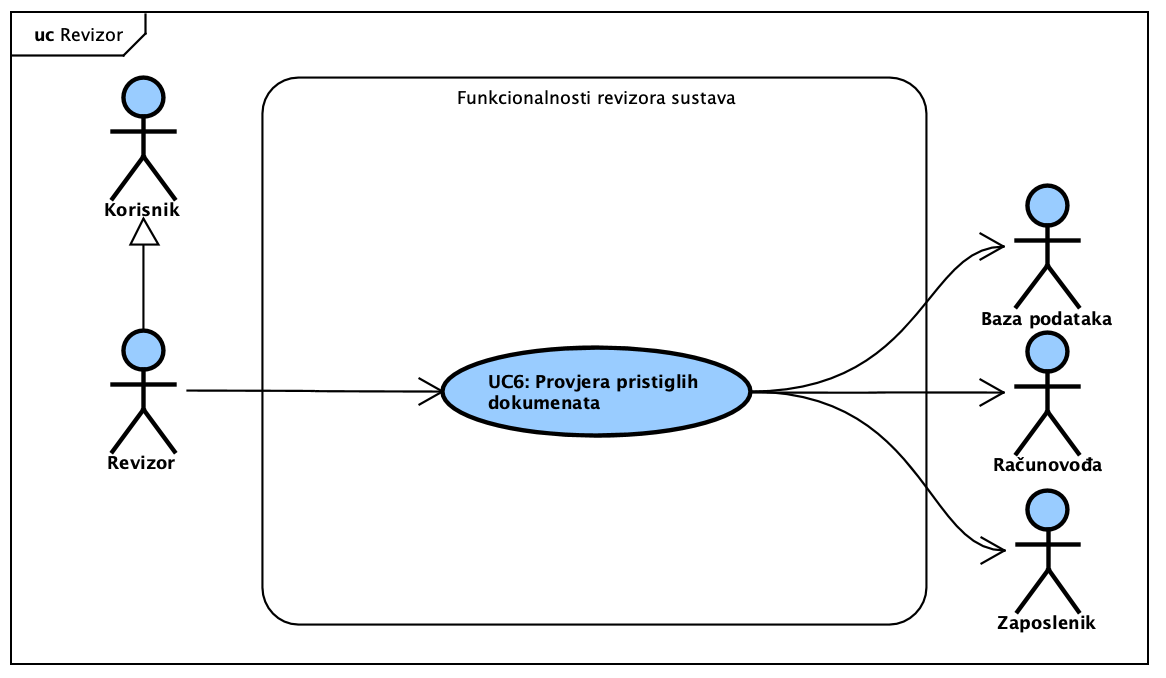 uc Revizor
Funkcionalnosti revizora sustava
Korisnik
Revizor
UC6: Provjera pristiglih
dokumenata
Baza podataka
Računovođa
Zaposlenik